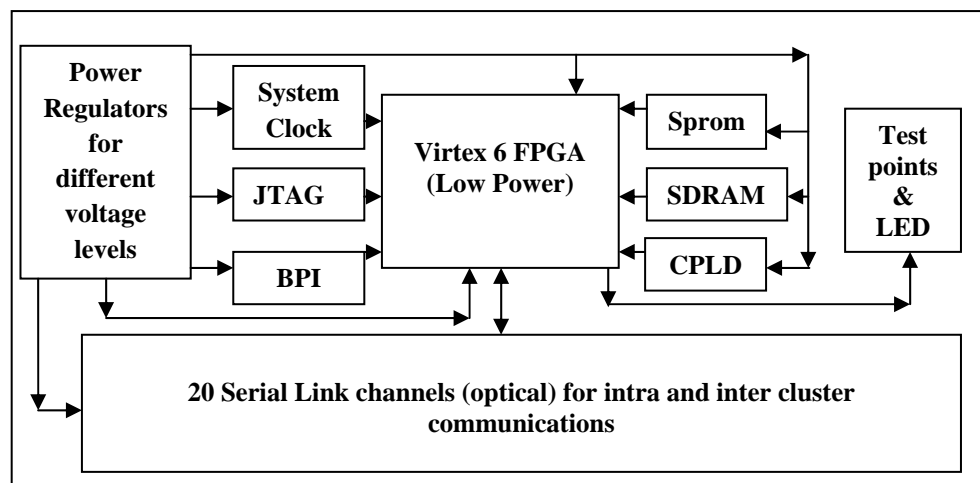 Power
Regulators
for
different
voltage
levels
System
Clock
JTAG
BPI
Virtex 6 FPGA
(Low Power)
Sprom
SDRAM
CPLD
Test
points
&
LED
20 Serial Link channels (optical) for intra and inter cluster
communications